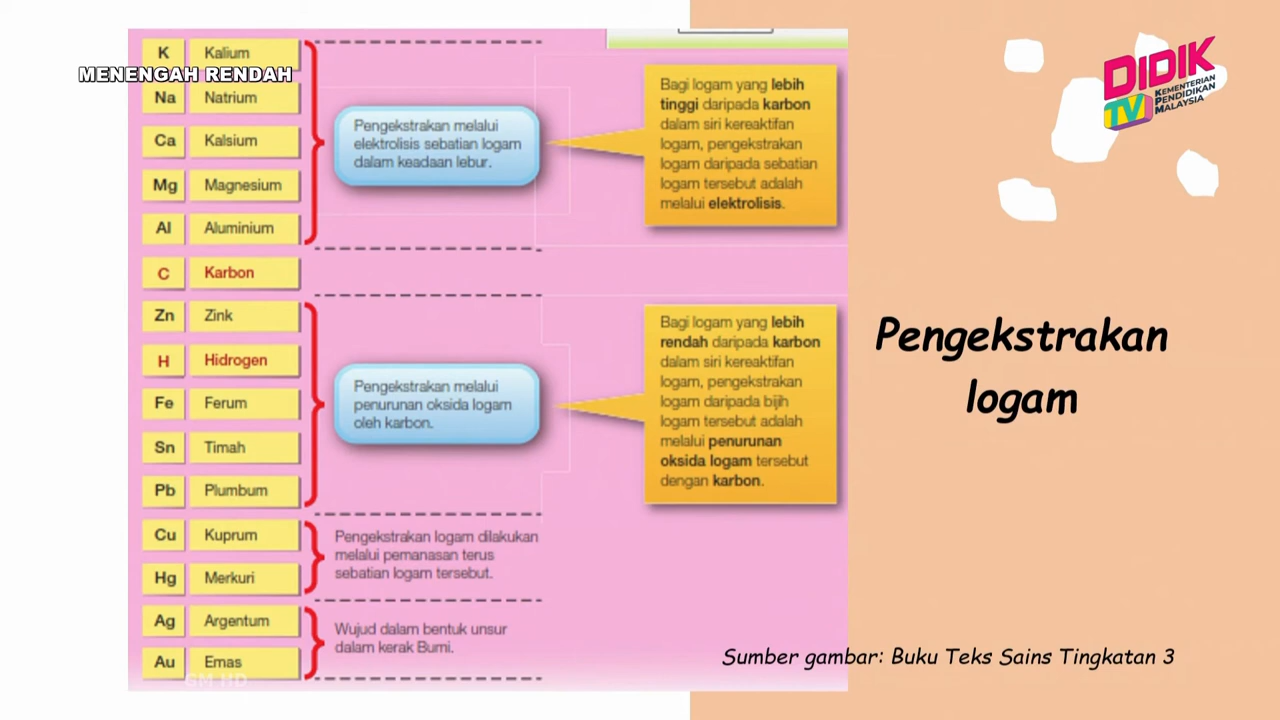 K Kalium
MENENGAH RENDAH
Na Natrium
Ca Kalsium
Mg Magnesium
Al Aluminium
C Karbon
Zn Zink
H Hidrogen
Fe Ferum
Sn Timah
Pb Plumbum
Cu Kuprum
Hg Merkuri
Ag Argentum
Au Emas
GM HD
Pengekstrakan melalui
elektrolisis sebatian logam
dalam keadaan lebur.
Pengekstrakan melalui
penurunan oksida logam
oleh karbon.
Pengekstrakan logam dilakukan
melalui pemanasan terus
sebatian logam tersebut.
Wujud dalam bentuk unsur
dalam kerak Bumi.
Bagi logam yang lebih
tinggi daripada karbon
dalam siri kereaktifan
logam, pengekstrakan
logam daripada sebatian
logam tersebut adalah
melalui elektrolisis.
Bagi logam yang lebih
rendah daripada karbon
dalam siri kereaktifan
logam, pengekstrakan
logam daripada bijih
logam tersebut adalah
melalui penurunan
oksida logam tersebut
dengan karbon.
DIDIK
TV
KEMENTERIAN
PENDIDIKAN
MALAYSIA
Pengekstrakan
logam
Sumber gambar: Buku Teks Sains Tingkatan 3